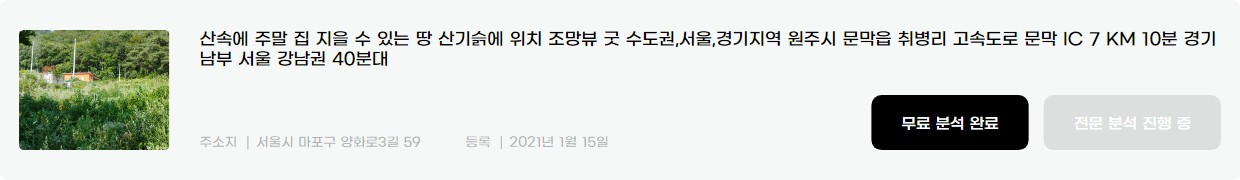 산속에 주말 집 지을 수 있는 땅 산기슭에 위치 조망뷰 굿 수도권,서울,경기지역 원주시 문막읍 취병리 고속도로 문막 IC 7 KM 10분 경기
남부 서울 강남권 40분대
주소지 | 서울시 마포구 양화로3길 59 등록 | 2021년 1월 15일
무료 분석 완료
전문 분석 진행 중